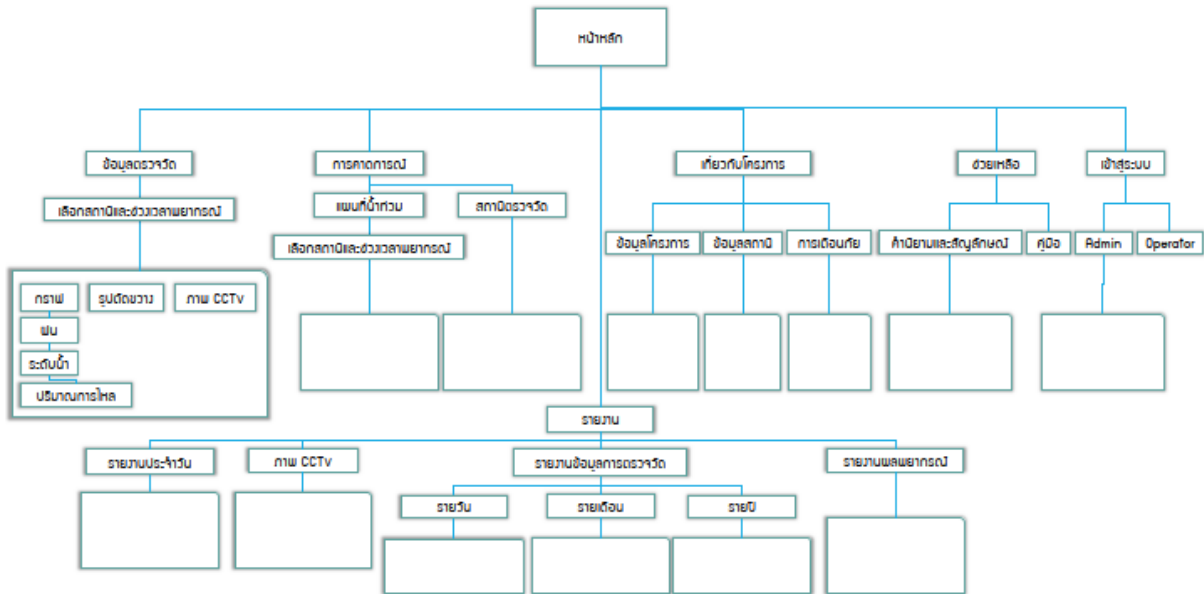 หน้าหลัก
ข้อมูลตรวจวัด
การคาดการณ์
เกี่ยวกับโครงการ
ช่วยเหลือ
เข้าสู่ระบบ
เลือกสถานีและช่วงเวลาพยากรณ์
แผนที่น้ำท่วม
สถานีตรวจวัด
เลือกสถานีและช่วงเวลาพยากรณ์
ข้อมูลโครงการ
ข้อมูลสถานี
การเตือนภัย
คำนิยามและสัญลักษณ์
คู่มือ
Admin
Operator
กราฟ
รูปตัดขวาง
ภาพ CCTV
ฝน
ระดับน้ำ
ปริมาณการไหล
รายงาน
รายงานประจำวัน
ภาพ CCTV
รายงานข้อมูลการตรวจวัด
รายงานผลพยากรณ์
รายวัน
รายเดือน
รายปี